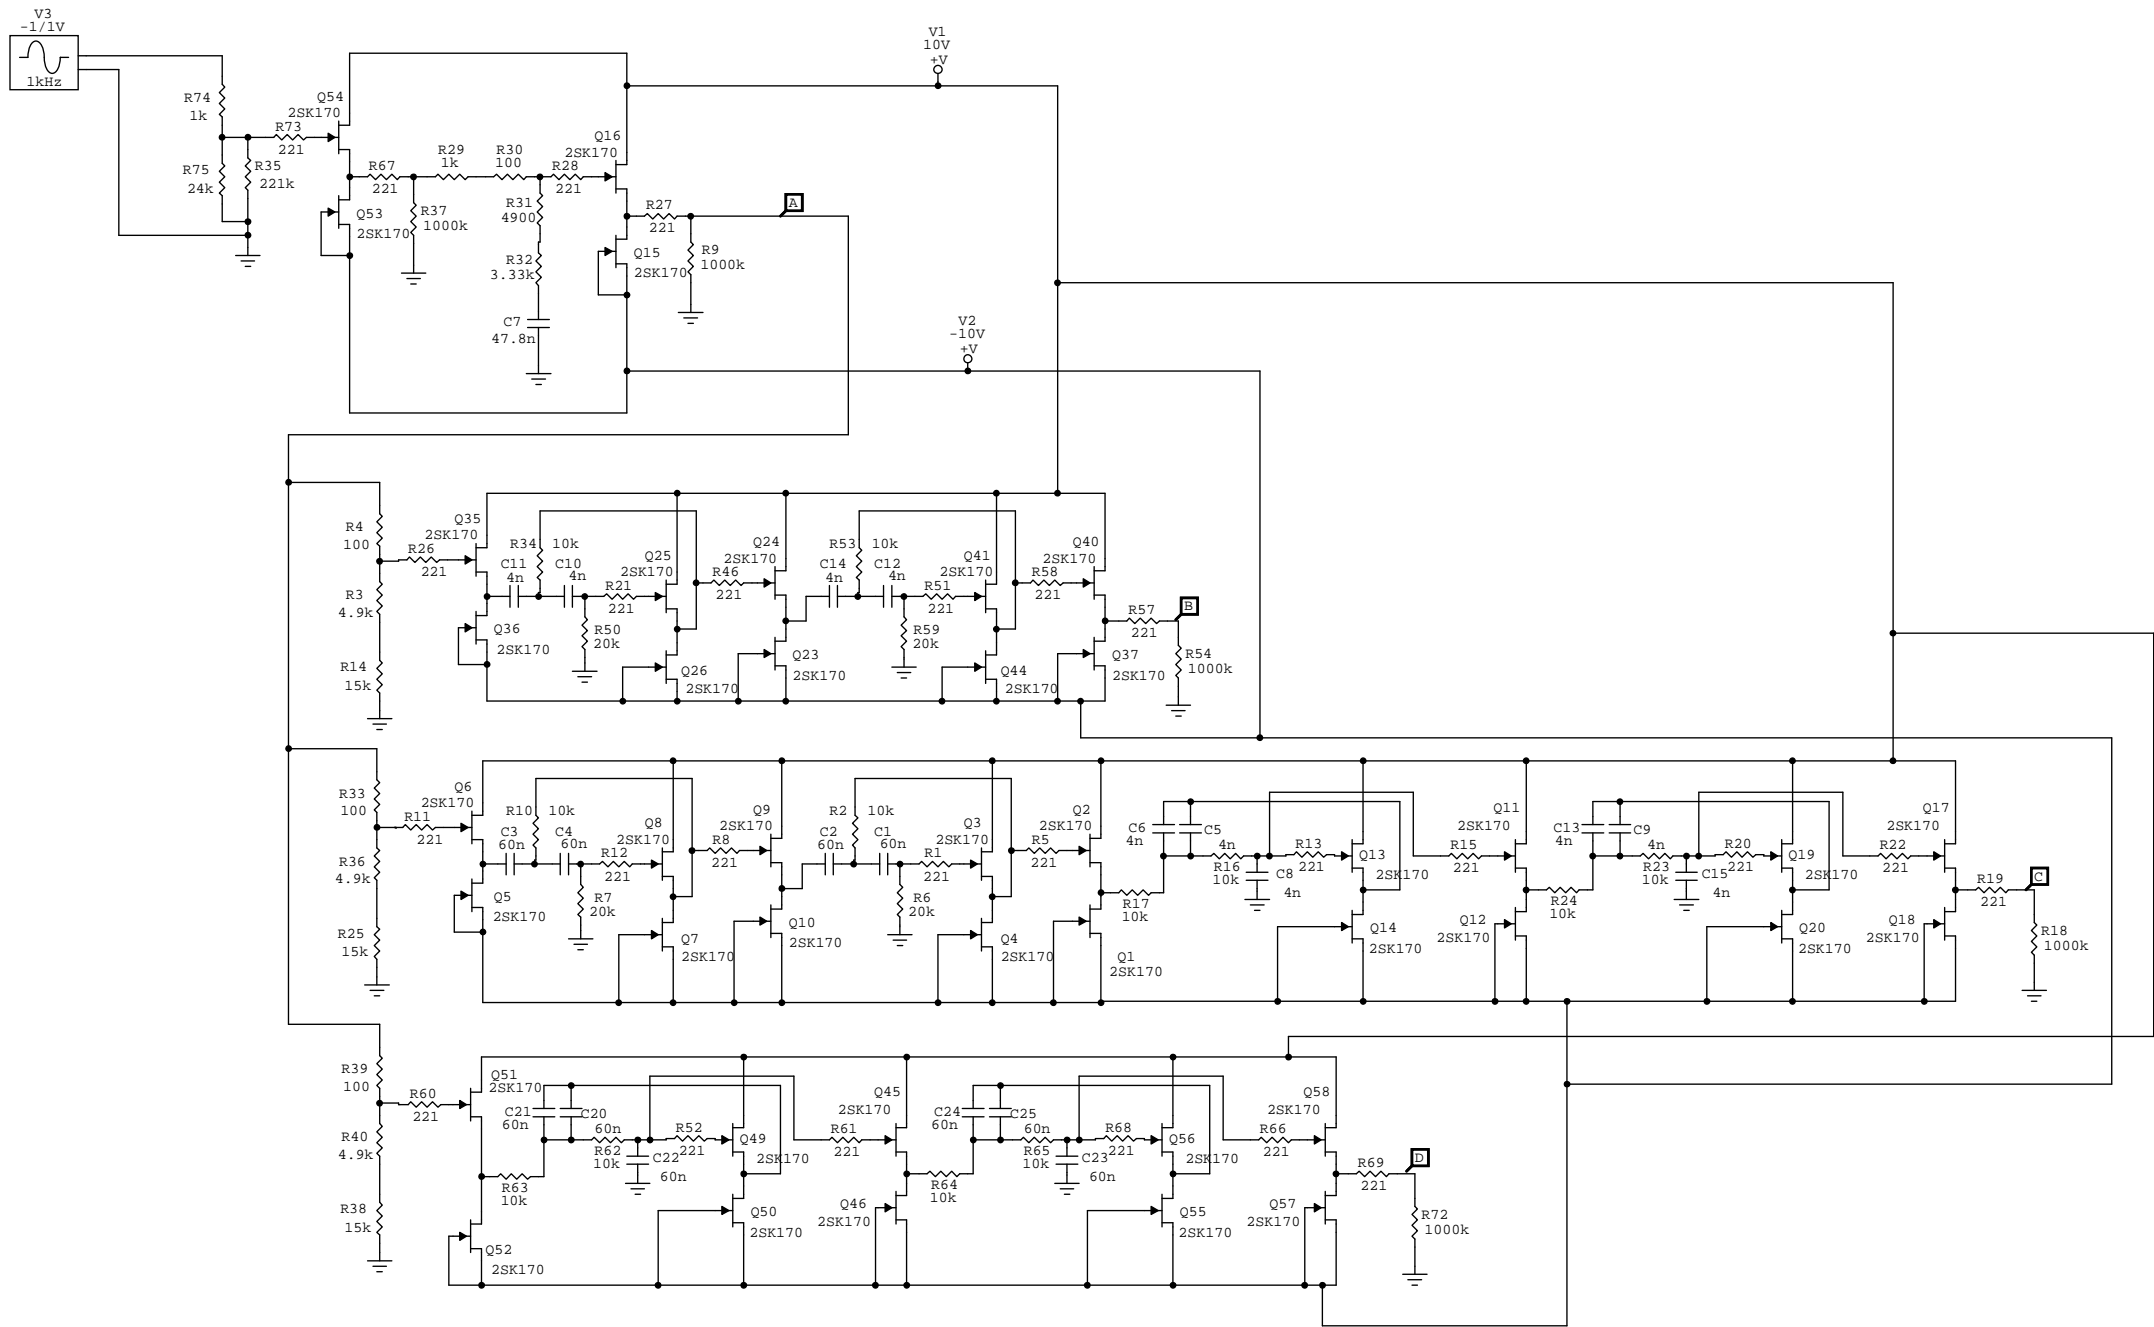 V3
-1/1V
1kHz
R74
1k
R75
24k
R35
221k
R73
221
Q54
2SK170
Q53
2SK170
R67
221
R37
1000k
R29
1k
R30
100
R31
4900
R32
3.33k
C7
47.8n
R28
221
Q16
2SK170
Q15
2SK170
R27
221
R9
1000k
A
V1
10V
+V
V2
-10V
+V
R4
100
R3
4.9k
R14
15k
R26
221
Q35
2SK170
Q36
2SK170
C11
4n
R34
10k
C10
4n
R50
20k
R21
221
Q25
2SK170
Q26
2SK170
R46
221
Q24
2SK170
Q23
2SK170
C14
4n
R53
10k
C12
4n
R59
20k
R51
221
Q41
2SK170
Q44
2SK170
R58
221
Q40
2SK170
Q37
2SK170
R57
221
B
R54
1000k
R33
100
R36
4.9k
R25
15k
R11
221
Q6
2SK170
Q5
2SK170
C3
60n
R10
10k
C4
60n
R7
20k
R12
221
Q8
2SK170
Q7
2SK170
R8
221
Q9
2SK170
Q10
2SK170
C2
60n
R2
10k
C1
60n
R6
20k
R1
221
Q3
2SK170
Q4
2SK170
R5
221
Q2
2SK170
Q1
2SK170
R17
10k
C6
4n
C5
4n
R16
10k
C8
4n
R13
221
Q13
2SK170
Q14
2SK170
R15
221
Q11
2SK170
Q12
2SK170
R24
10k
C13
4n
C9
4n
R23
10k
C15
4n
R20
221
Q19
2SK170
Q20
2SK170
R22
221
Q17
2SK170
Q18
2SK170
R19
221
C
R18
1000k
R39
100
R40
4.9k
R38
15k
R60
221
Q51
2SK170
Q52
2SK170
R63
10k
C21
60n
C20
60n
R62
10k
C22
60n
R52
221
Q49
2SK170
Q50
2SK170
R61
221
Q45
2SK170
Q46
2SK170
R64
10k
C24
60n
C25
60n
R65
10k
C23
60n
R68
221
Q56
2SK170
Q55
2SK170
R66
221
Q58
2SK170
Q57
2SK170
R69
221
D
R72
1000k